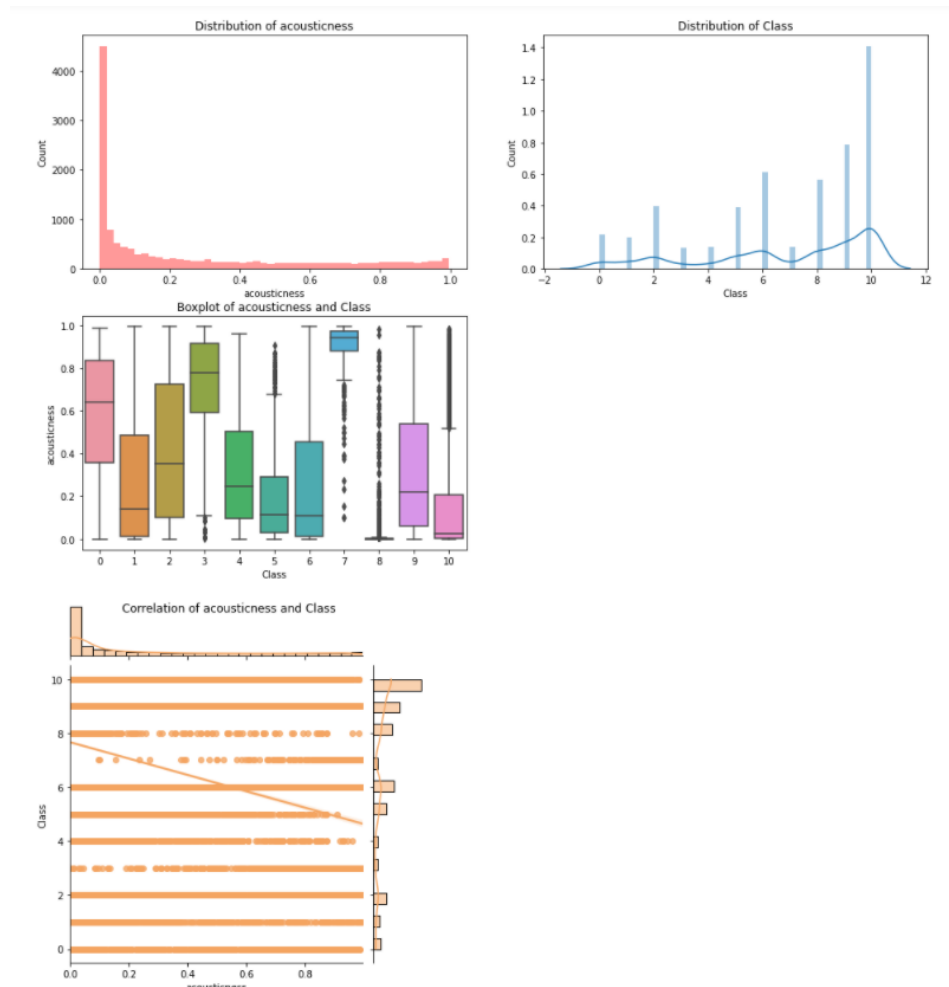 Distribution of acousticness
4000
3000
2000
1000
0
Count
0.0 0.2 0.4 0.6 0.8 1.0
acousticness
Distribution of Class
1.4
1.2
1.0
0.8
0.6
0.4
0.2
0.0
Count
−2 0 2 4 6 8 10 12
Class
Boxplot of acousticness and Class
1.0
0.8
0.6
0.4
0.2
0.0
acousticness
0 1 2 3 4 5 6 7 8 9 10
Class
Correlation of acousticness and Class
10
8
6
4
2
0
Class
0.0 0.2 0.4 0.6 0.8